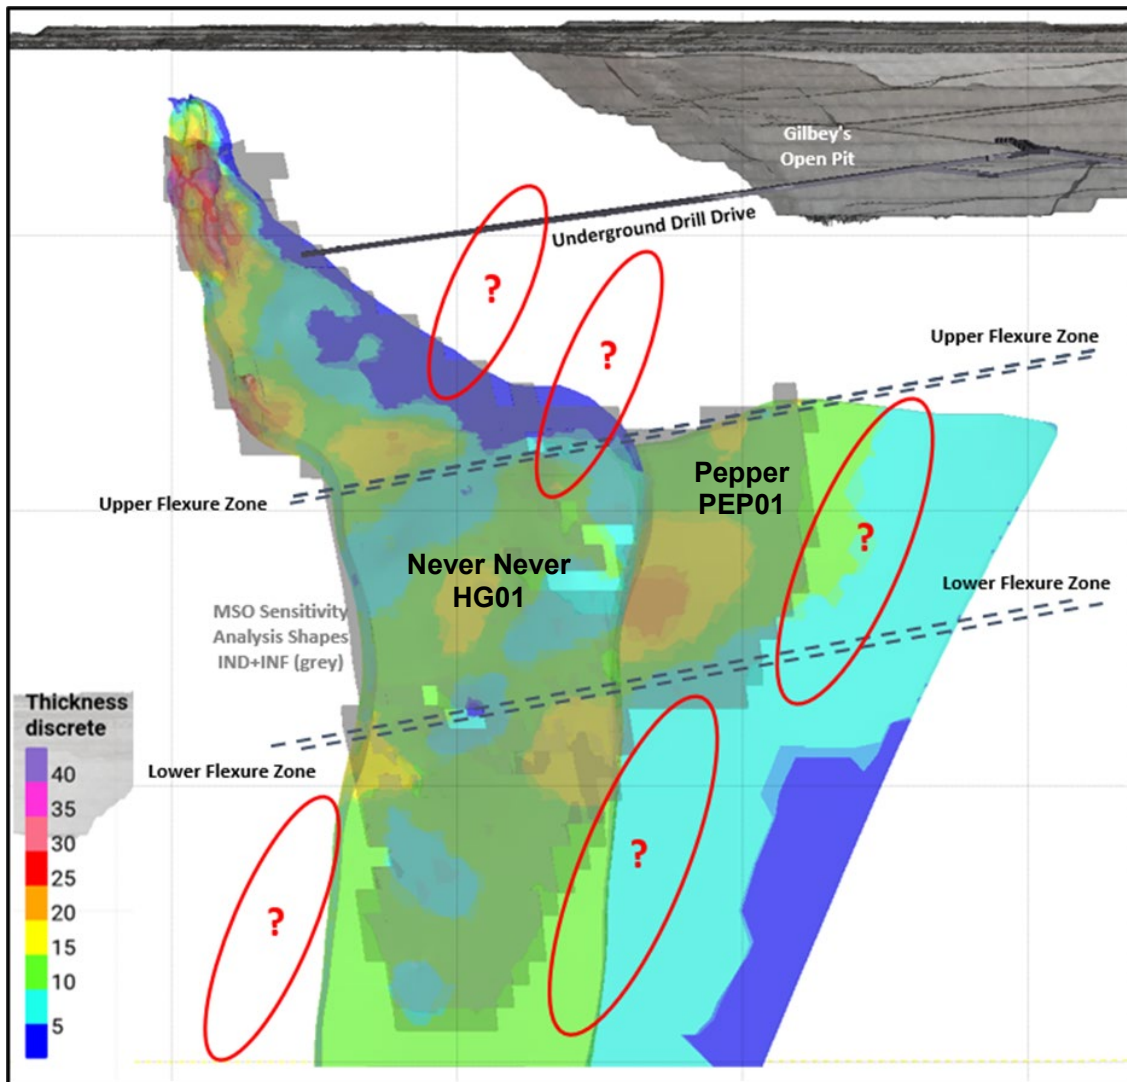 Gilbey's
Open Pit
Underground Drill Drive
?
?
Upper Flexure Zone
Pepper
PEP01
Upper Flexure Zone
?
Never Never
HG01
Lower Flexure Zone
MSO Sensitivity
Analysis Shapes
IND+INF (grey)
Thickness
discrete
Lower Flexure Zone
40
35
30
25
20
15
10
5
?
?